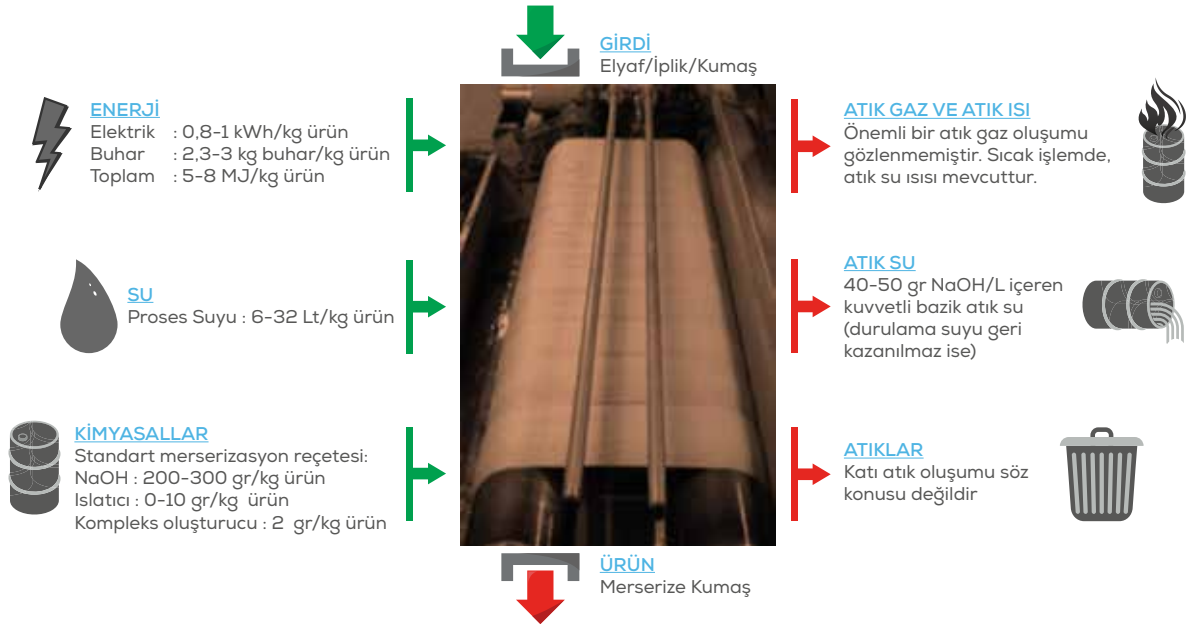 GİRDİ
Elyaf/İplik/Kumaş
ENERJİ
Elektrik : 0,8-1 kWh/kg ürün
Buhar : 2,3-3 kg buhar/kg ürün
Toplam : 5-8 MJ/kg ürün
SU
Proses Suyu : 6-32 Lt/kg ürün
KİMYASALLAR
Standart merserizasyon reçetesi:
NaOH : 200-300 gr/kg ürün
Islatıcı : 0-10 gr/kg ürün
Kompleks oluşturucu : 2 gr/kg ürün
ATIK GAZ VE ATIK ISI
Önemli bir atık gaz oluşumu
gözlenmemiştir. Sıcak işlemde,
atık su ısısı mevcuttur.
ATIK SU
40-50 gr NaOH/L içeren
kuvvetli bazik atık su
(durulama suyu geri
kazanılmaz ise)
ATIKLAR
Katı atık oluşumu söz
konusu değildir
ÜRÜN
Merserize Kumaş